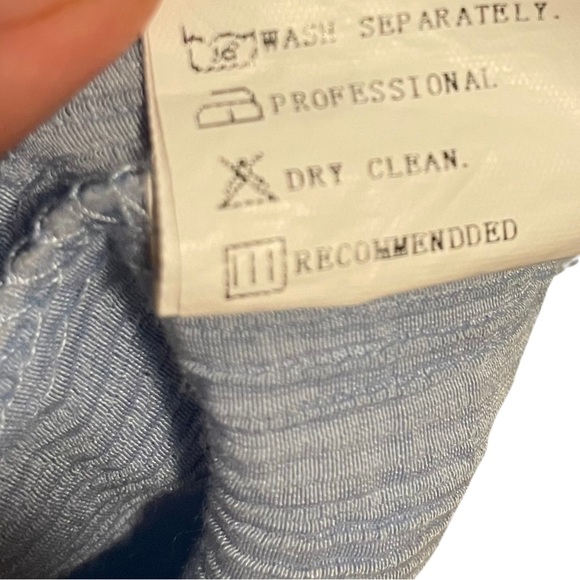 WASH SEPARATELY.
PROFESSIONAL
DRY CLEAN.
RECOMMENDDED